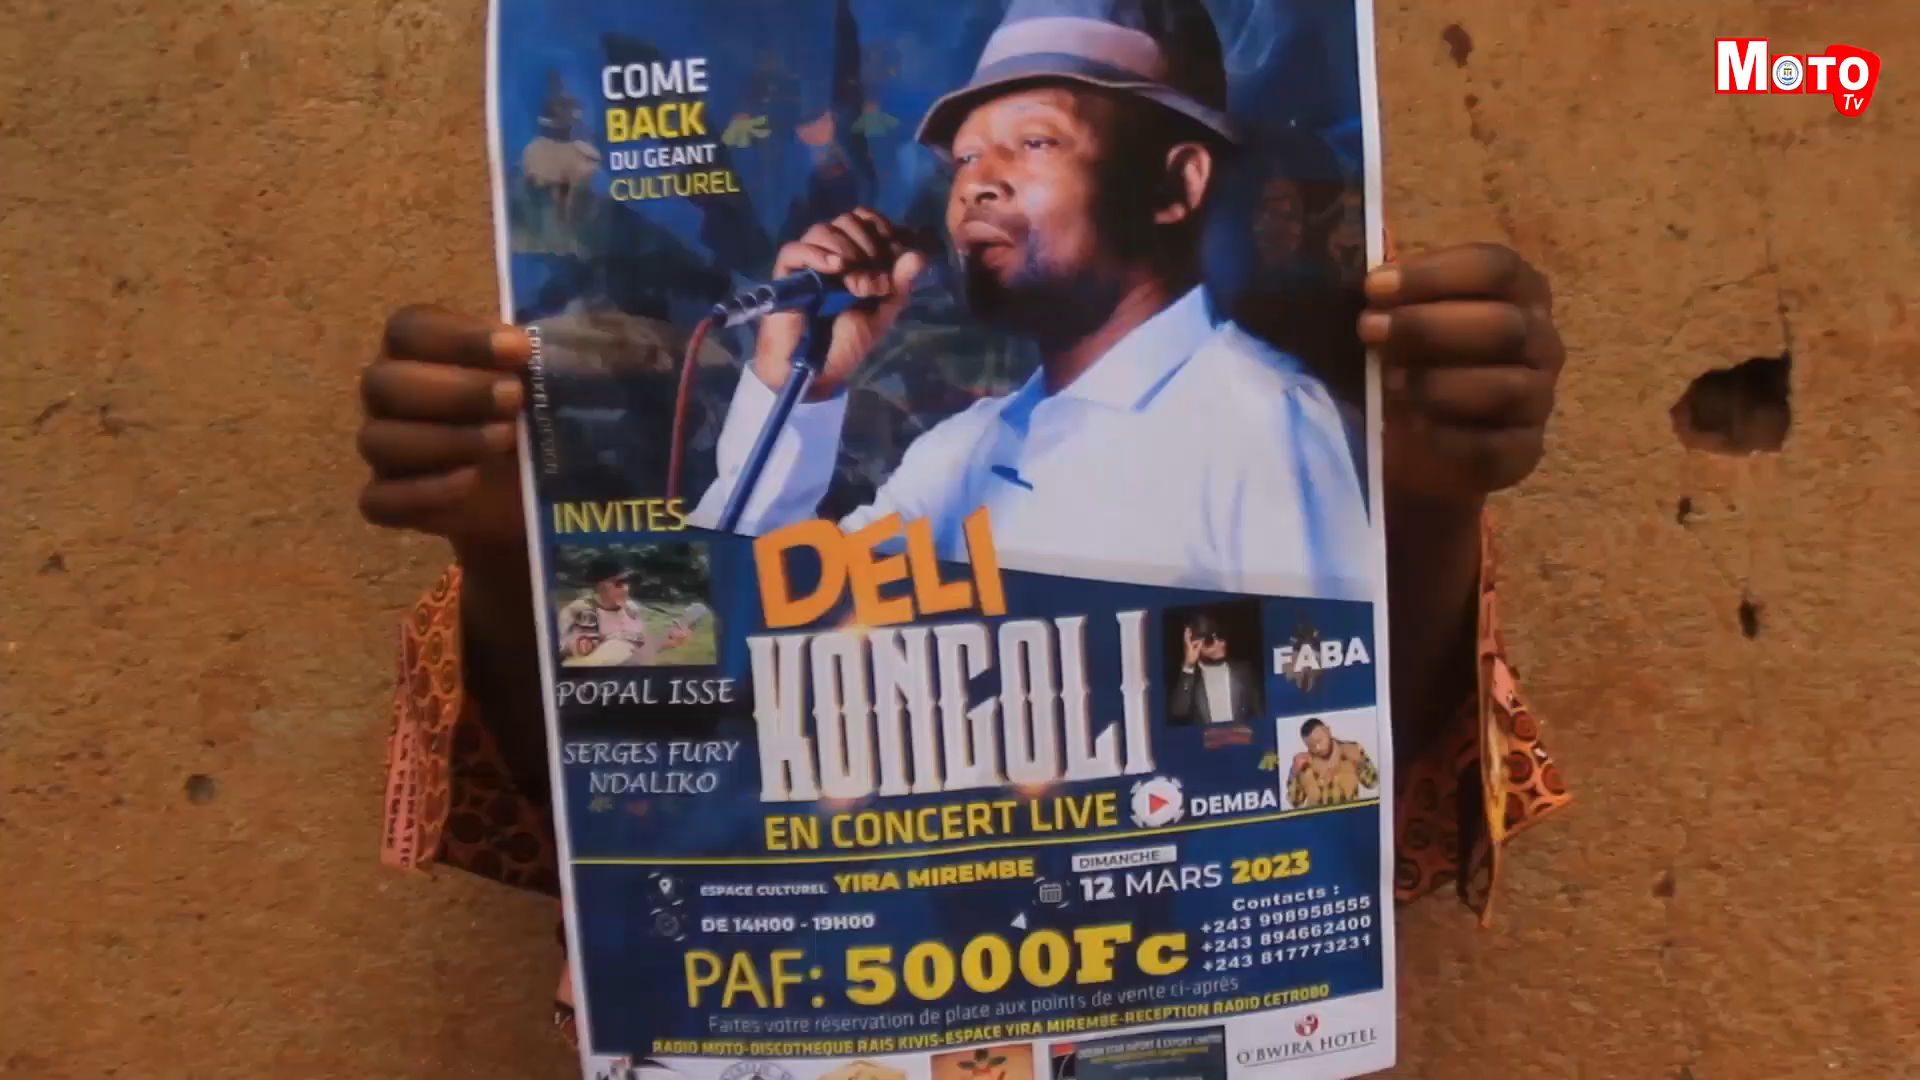 MOTO
Tv
COME
BACK
DU GEANT
CULTUREL
INVITES
DELI
KONGOLI
EN CONCERT LIVE
POPAL ISSE
SERGES FURY
NDALIKO
FABA
DEMBA
ESPACE CULTUREL YIRA MIREMBE
DIMANCHE
12 MARS 2023
DE 14H00 - 19H00
Contacts :
+243 998958555
+243 894662400
+243 817773231
PAF: 5000Fc
Faites votre réservation de place aux points de vente ci-après
RADIO MOTO-DISCOTHEQUE RAIS KIVIS-ESPACE YIRA MIREMBE-RECEPTION RADIO CETROBO
O'BWIRA HOTEL